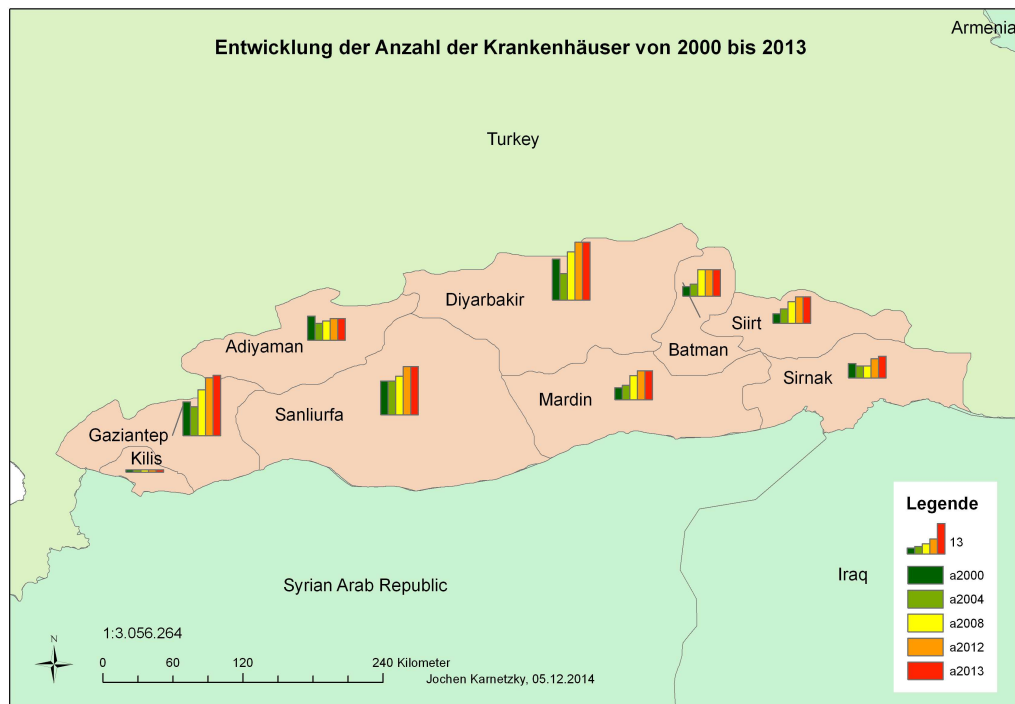 Armenia
Entwicklung der Anzahl der Krankenhäuser von 2000 bis 2013
Turkey
Diyarbakir
Siirt
Adiyaman
Batman
Sirnak
Mardin
Sanliurfa
Gaziantep
Kilis
Syrian Arab Republic
Iraq
Legende
13
a2000
a2004
a2008
a2012
a2013
N
1:3.056.264
0 60 120 240 Kilometer
Jochen Karnetzky, 05.12.2014